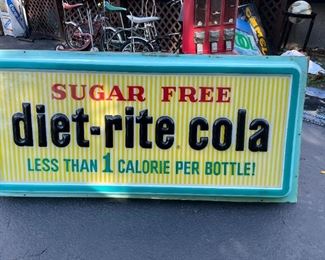 SUGAR FREE
diet-rite cola
LESS THAN 1 CALORIE PER BOTTLE!